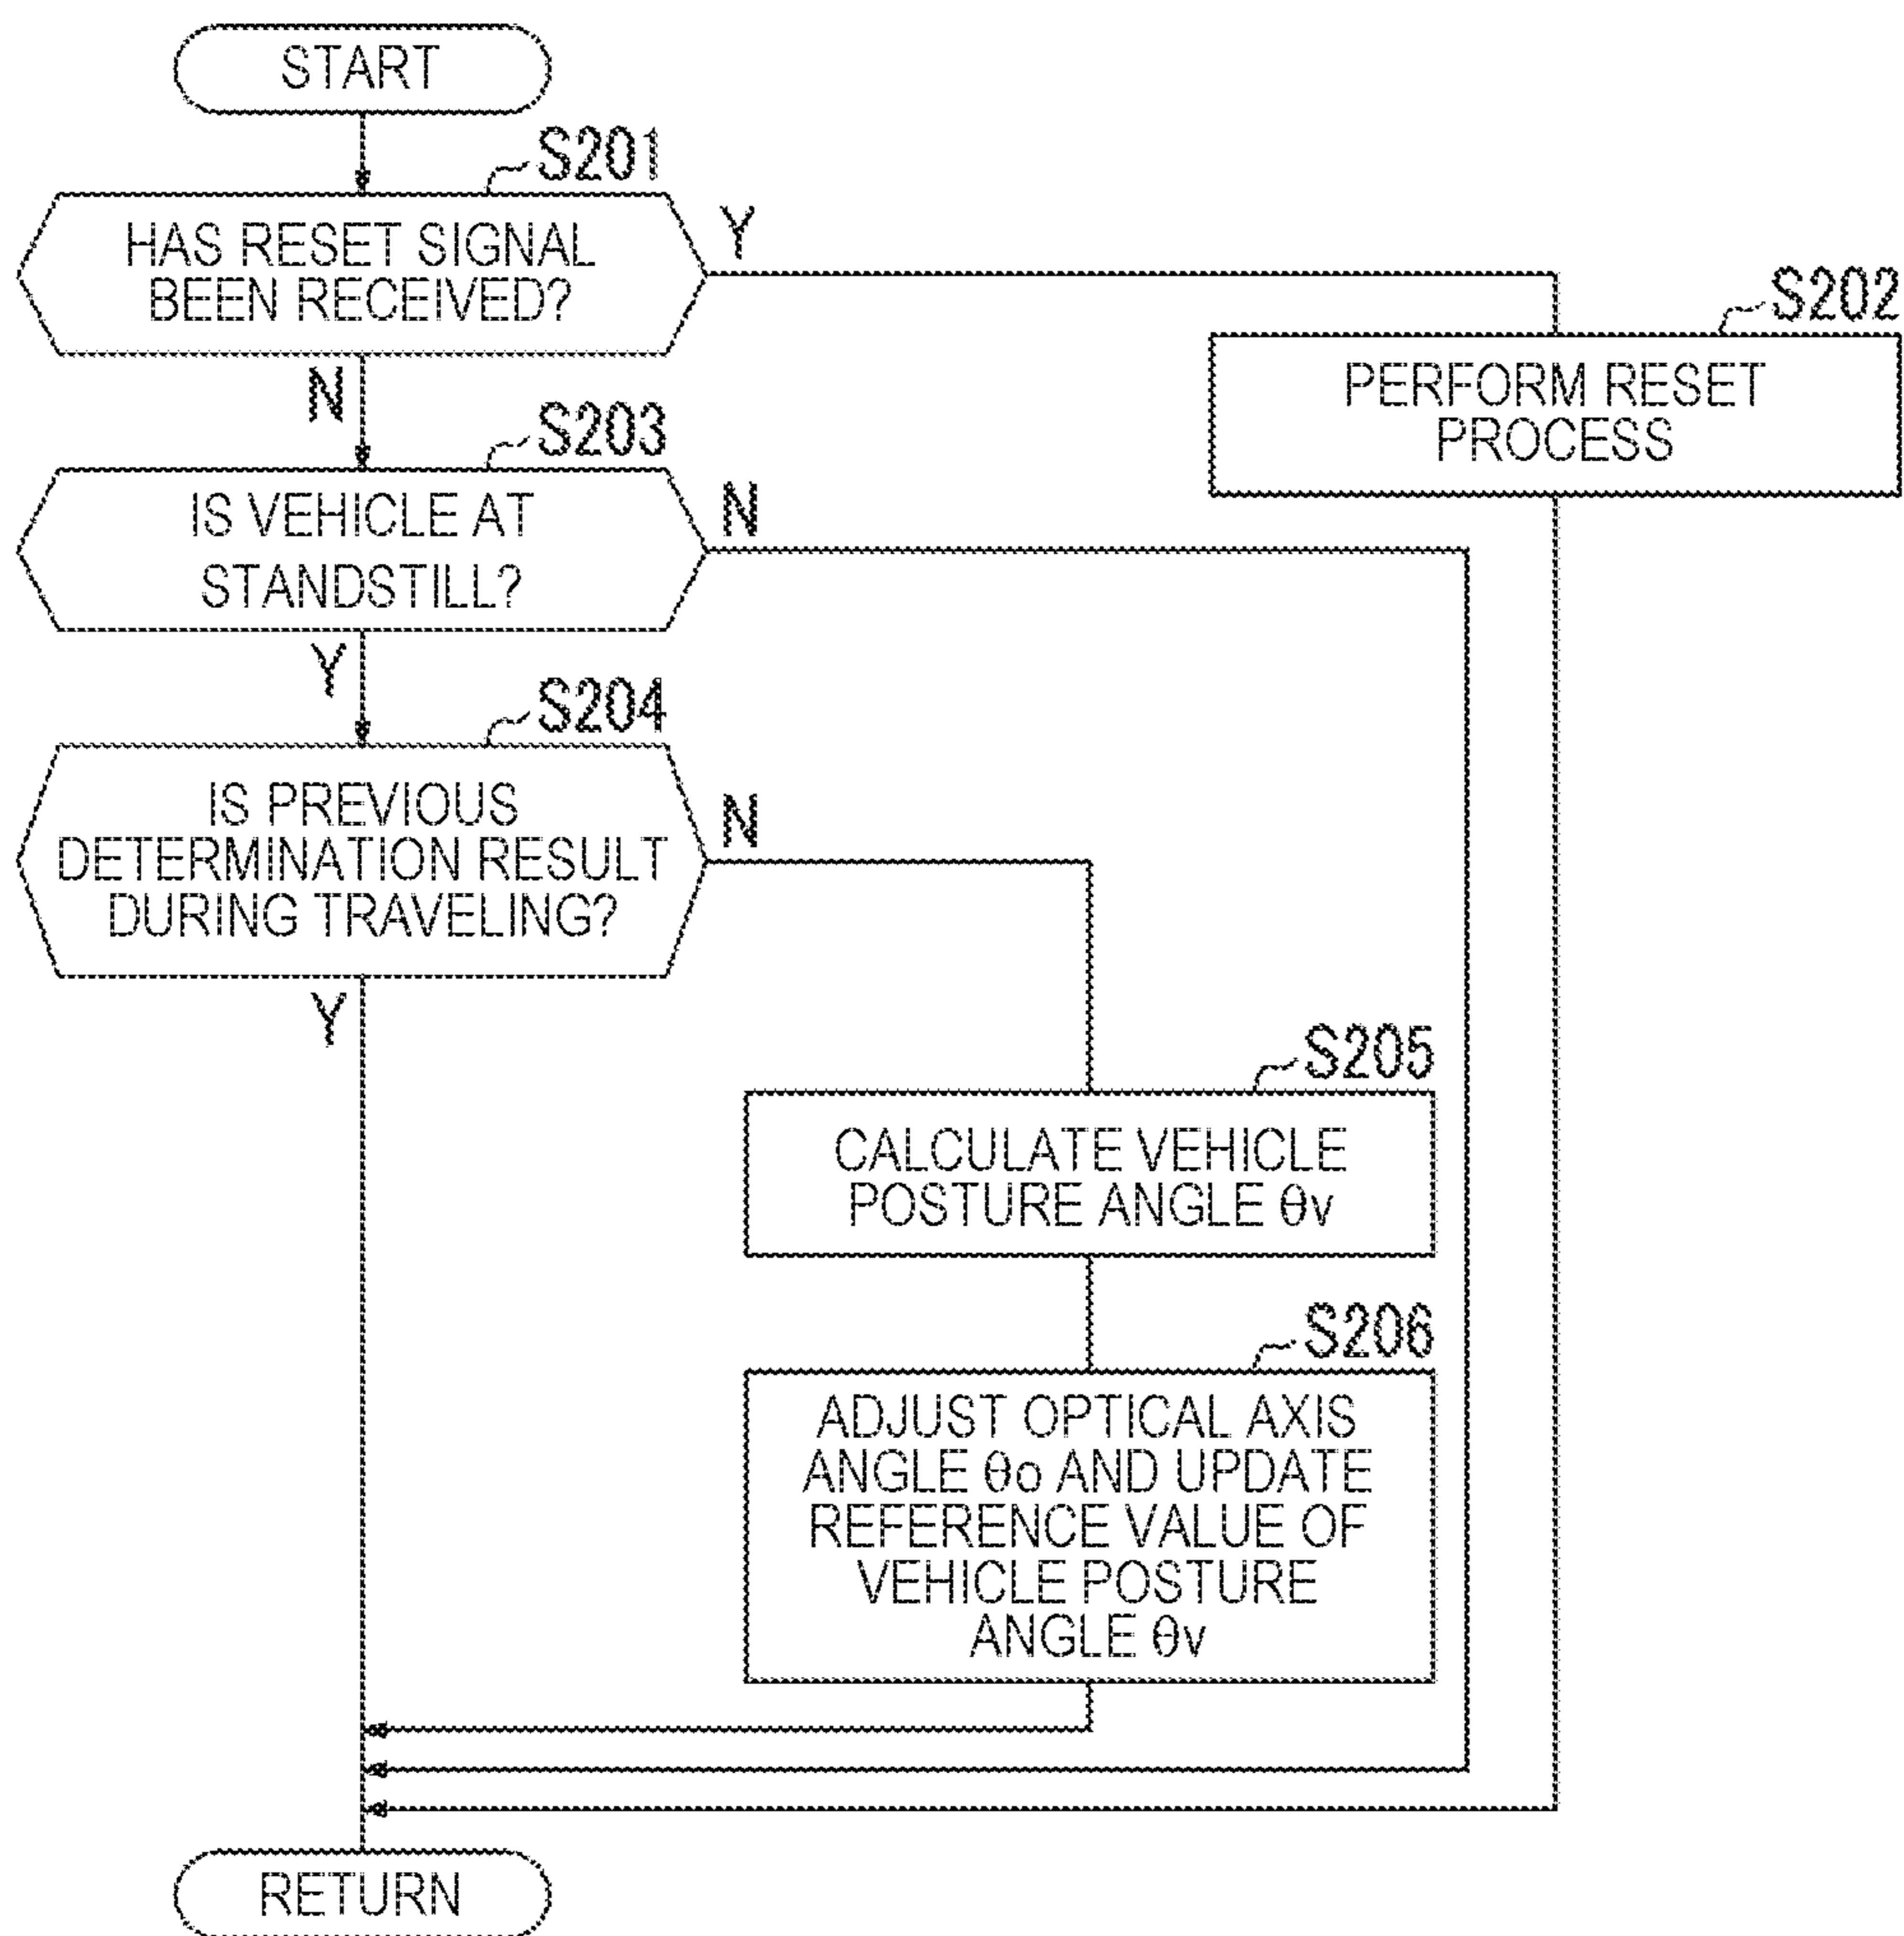 START
S201
HAS RESET SIGNAL
BEEN RECEIVED?
Y
S202
PERFORM RESET
PROCESS
N
S203
IS VEHICLE AT
STANDSTILL?
N
Y
S204
IS PREVIOUS
DETERMINATION RESULT
DURING TRAVELING?
N
Y
S205
CALCULATE VEHICLE
POSTURE ANGLE θv
S206
ADJUST OPTICAL AXIS
ANGLE θo AND UPDATE
REFERENCE VALUE OF
VEHICLE POSTURE
ANGLE θv
RETURN